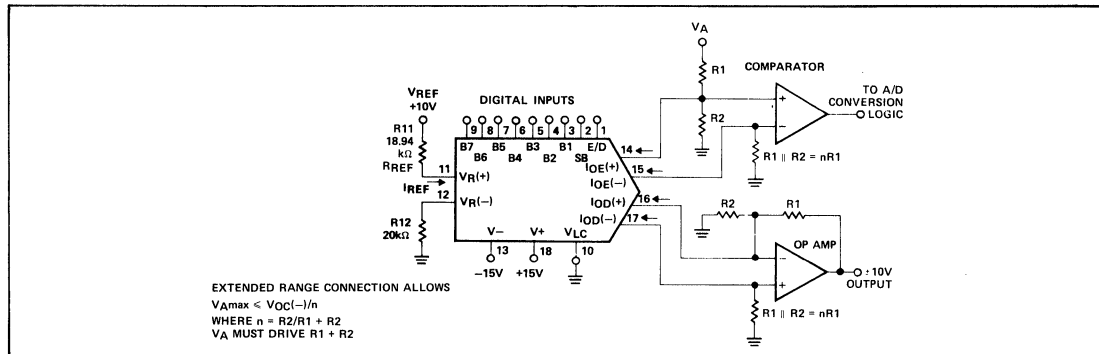 VA
R1
COMPARATOR
VREF
+10V
DIGITAL INPUTS
TO A/D
CONVERSION
LOGIC
+
−
R2
R11
18.94
kΩ
RREF
9 8 7 6 5 4 3 2 1
B7 B5 B3 B1 E/D
B6 B4 B2 SB
14
IOE(+)
15
IOE(−)
R1 || R2 = nR1
11
VR(+)
IREF
12
VR(−)
16
IOD(+)
17
IOD(−)
R2
R1
R12
20kΩ
V− V+ VLC
13 18 10
−15V +15V
OP AMP
−
+
±10V
OUTPUT
R1 || R2 = nR1
EXTENDED RANGE CONNECTION ALLOWS
VAmax ⩽ VOC(−)/n
WHERE n = R2/R1 + R2
VA MUST DRIVE R1 + R2